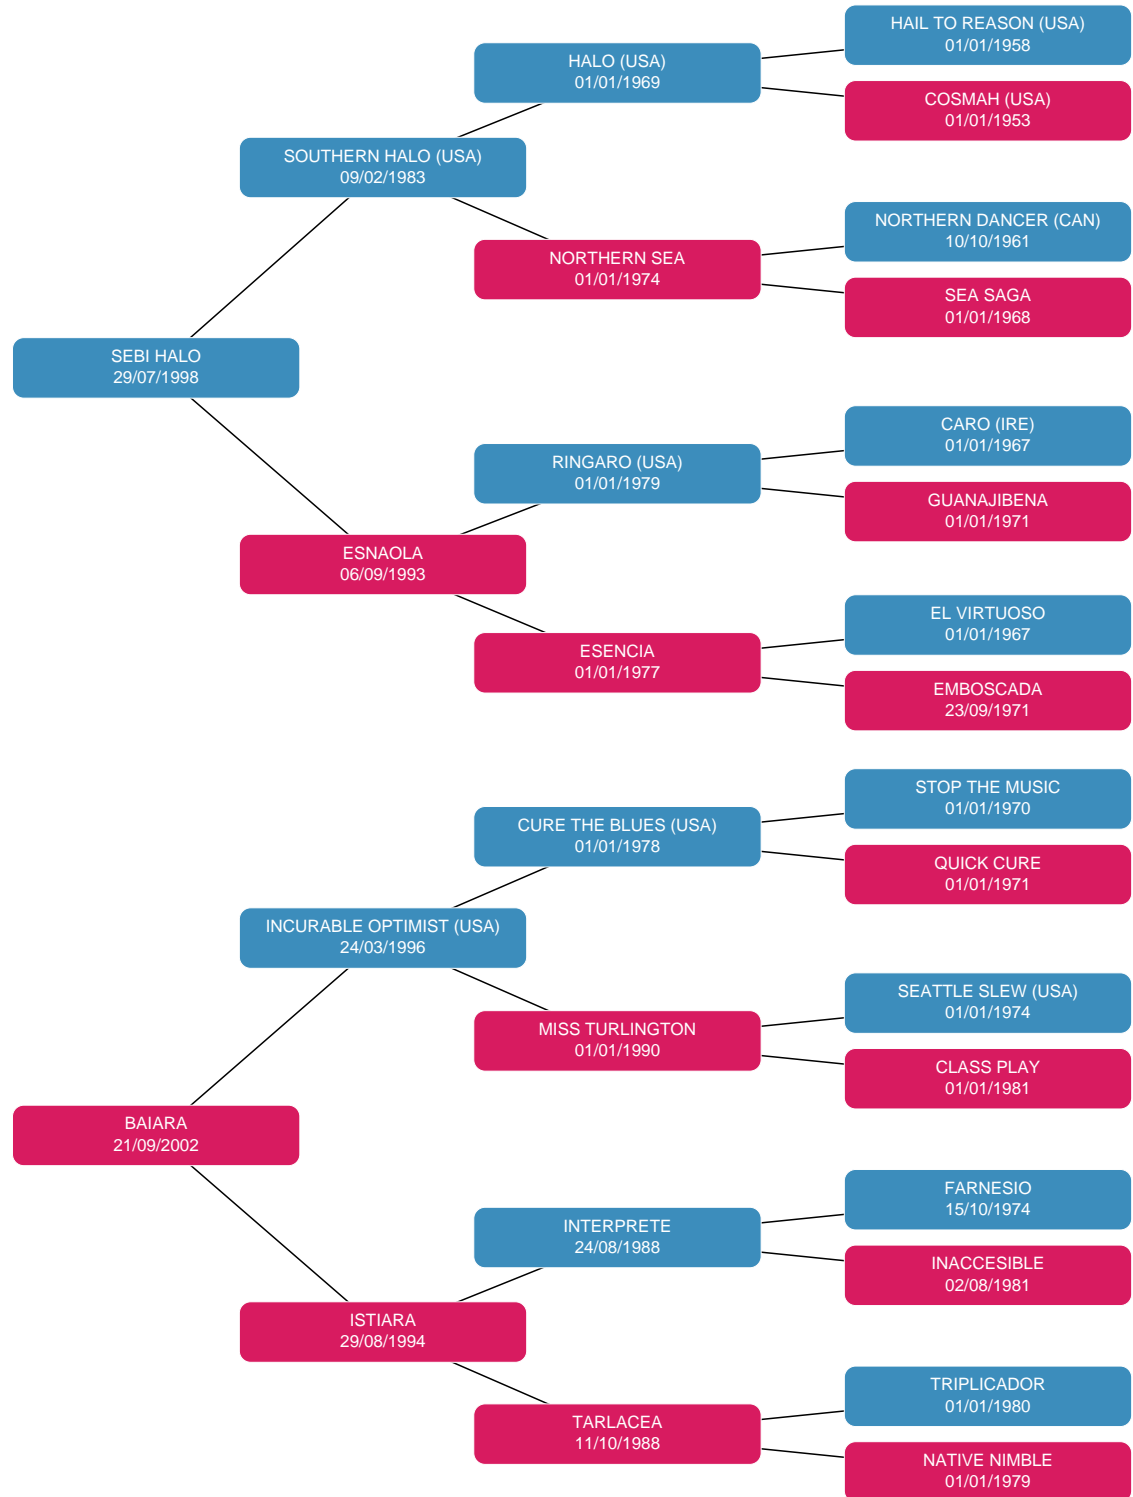 HAIL TO REASON (USA)
01/01/1958
HALO (USA)
01/01/1969
COSMAH (USA)
01/01/1953
SOUTHERN HALO (USA)
09/02/1983
NORTHERN DANCER (CAN)
10/10/1961
NORTHERN SEA
01/01/1974
SEA SAGA
01/01/1968
SEBI HALO
29/07/1998
CARO (IRE)
01/01/1967
RINGARO (USA)
01/01/1979
GUANAJIBENA
01/01/1971
ESNAOLA
06/09/1993
EL VIRTUOSO
01/01/1967
ESENCIA
01/01/1977
EMBOSCADA
23/09/1971
STOP THE MUSIC
01/01/1970
CURE THE BLUES (USA)
01/01/1978
QUICK CURE
01/01/1971
INCURABLE OPTIMIST (USA)
24/03/1996
SEATTLE SLEW (USA)
01/01/1974
MISS TURLINGTON
01/01/1990
CLASS PLAY
01/01/1981
BAIARA
21/09/2002
FARNESIO
15/10/1974
INTERPRETE
24/08/1988
INACCESIBLE
02/08/1981
ISTIARA
29/08/1994
TRIPLICADOR
01/01/1980
TARLACEA
11/10/1988
NATIVE NIMBLE
01/01/1979